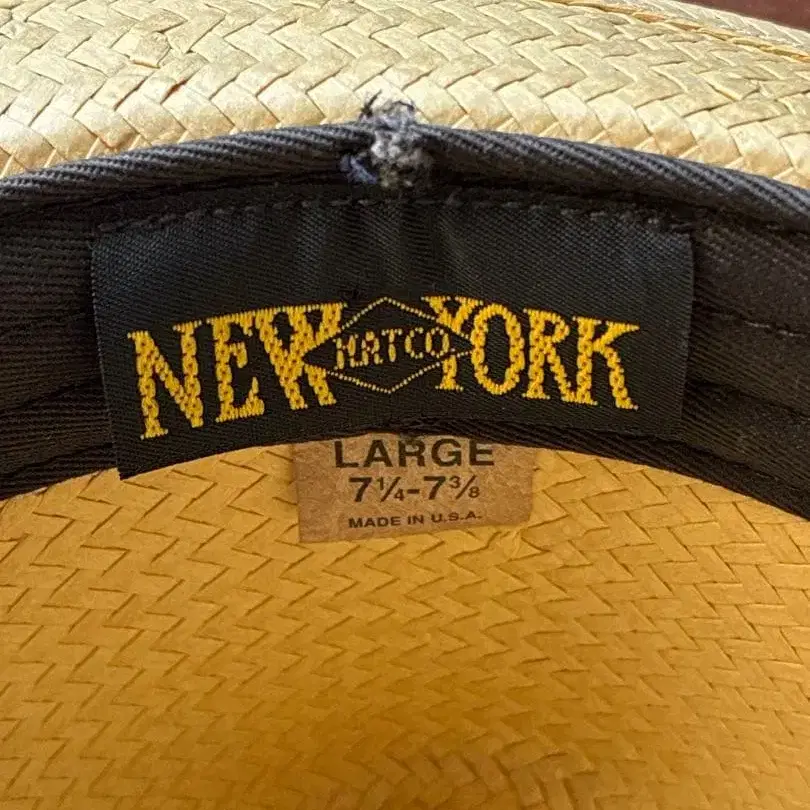 NEW HATCO YORK
LARGE
7¼-7⅜
MADE IN U.S.A.